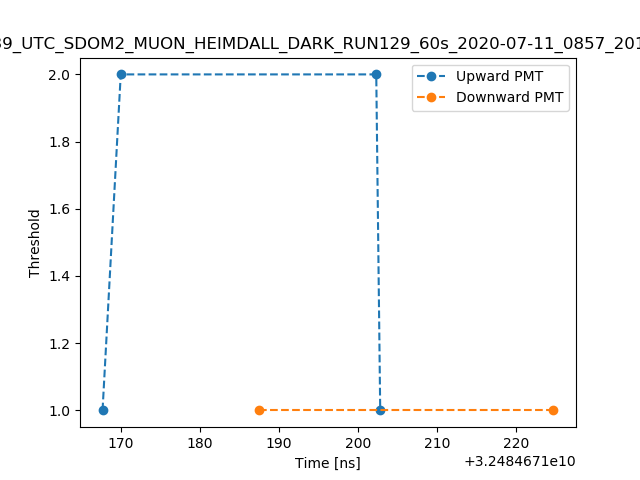 39_UTC_SDOM2_MUON_HEIMDALL_DARK_RUN129_60s_2020-07-11_0857_201
Upward PMT
Downward PMT
2.0
1.8
1.6
1.4
1.2
1.0
Threshold
170 180 190 200 210 220
Time [ns]
+3.2484671e10